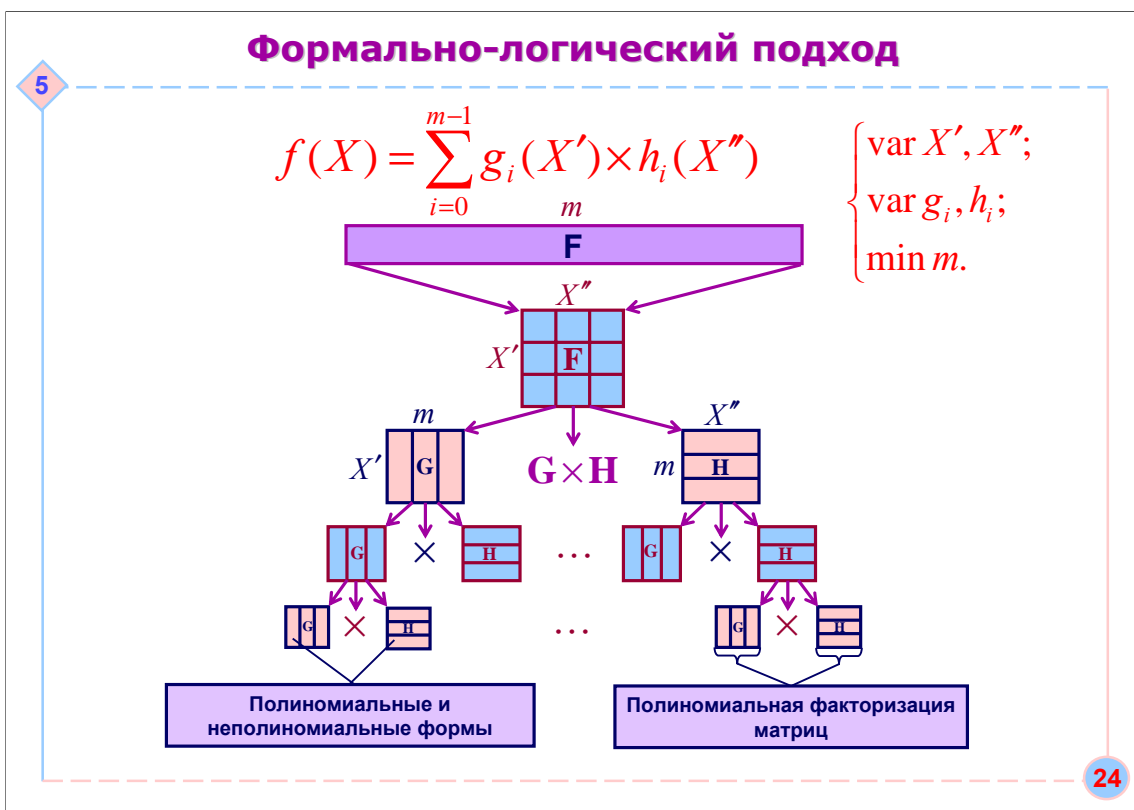 Формально-логический подход
5
f(X) = \sum_{i=0}^{m-1} g_i(X′) × h_i(X″)
var X′, X″;
var g_i, h_i;
min m.
m
F
X″
X′ F
m
X″
X′ G
G×H
m H
G × H … G × H
G × H … G × H
Полиномиальные и
неполиномиальные формы
Полиномиальная факторизация
матриц
24